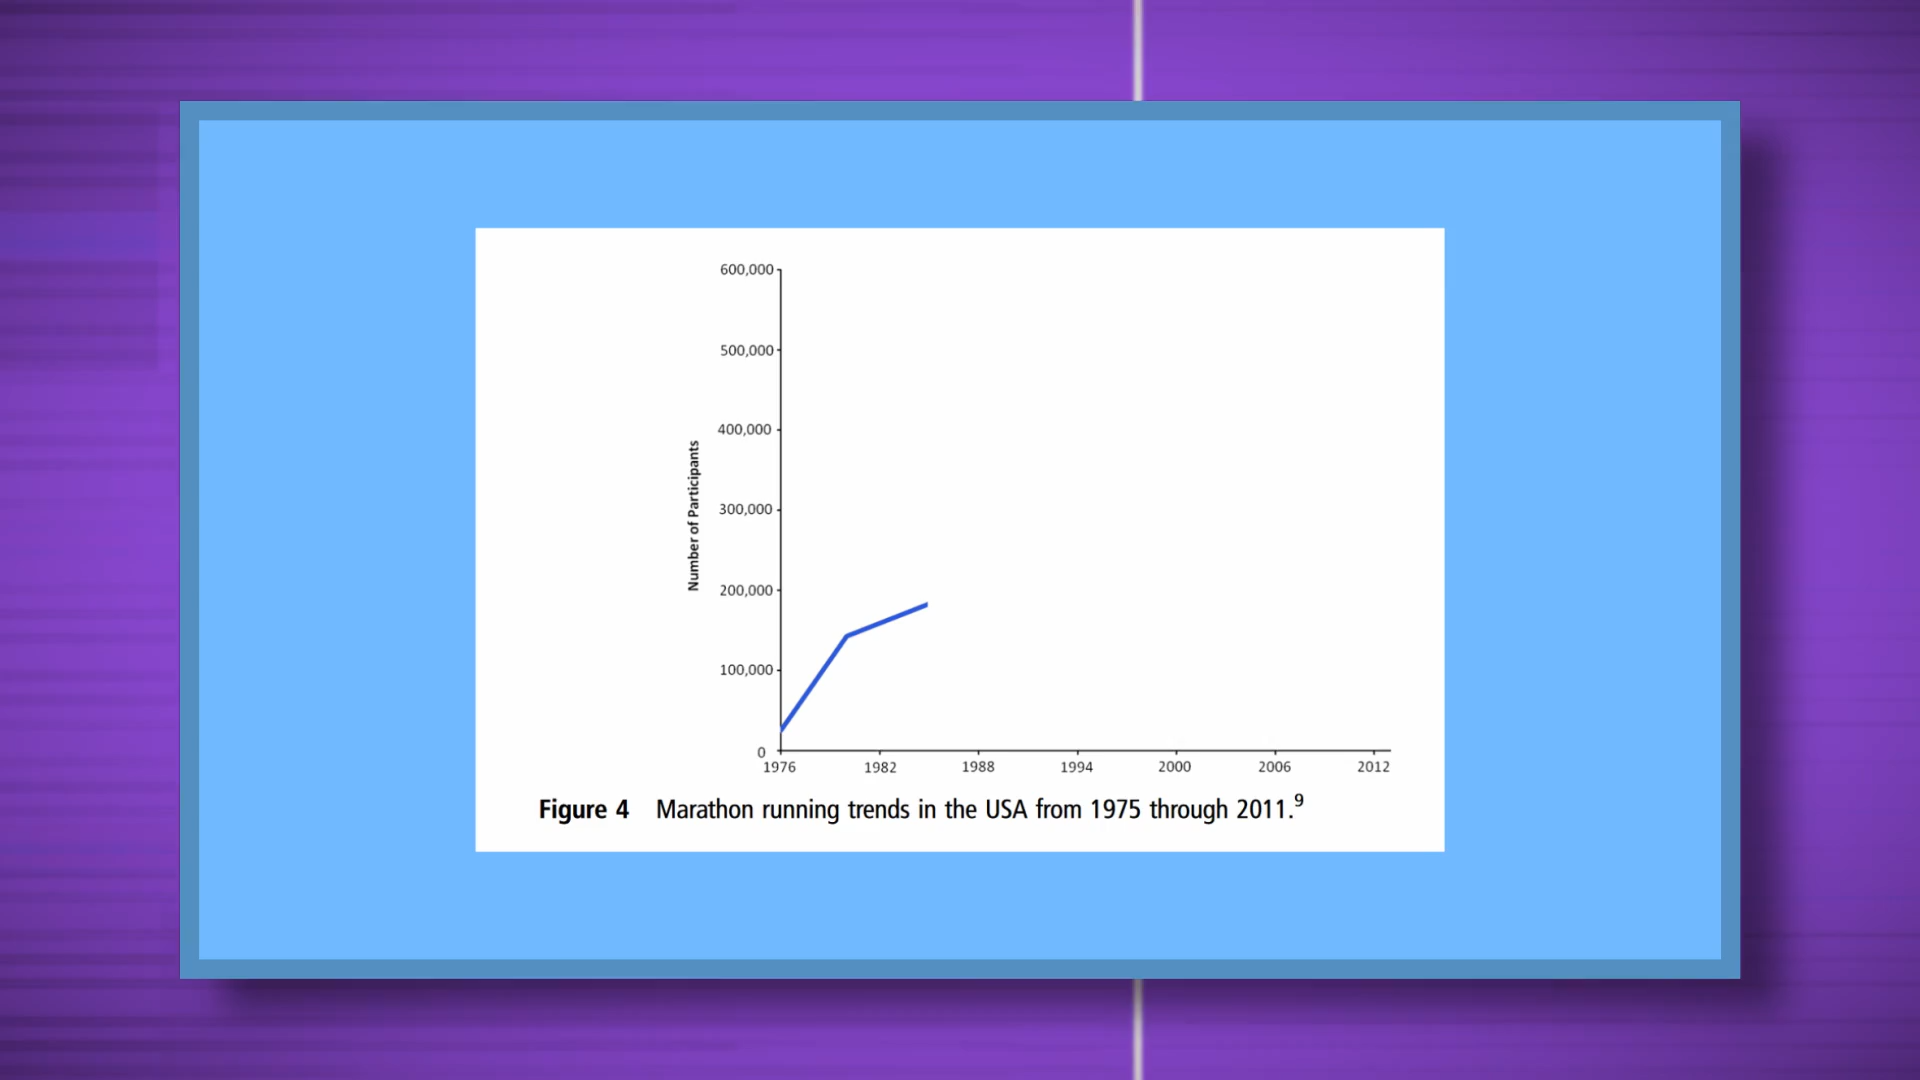 600,000
500,000
400,000
300,000
200,000
100,000
0
Number of Participants
1976 1982 1988 1994 2000 2006 2012
Figure 4 Marathon running trends in the USA from 1975 through 2011.⁹